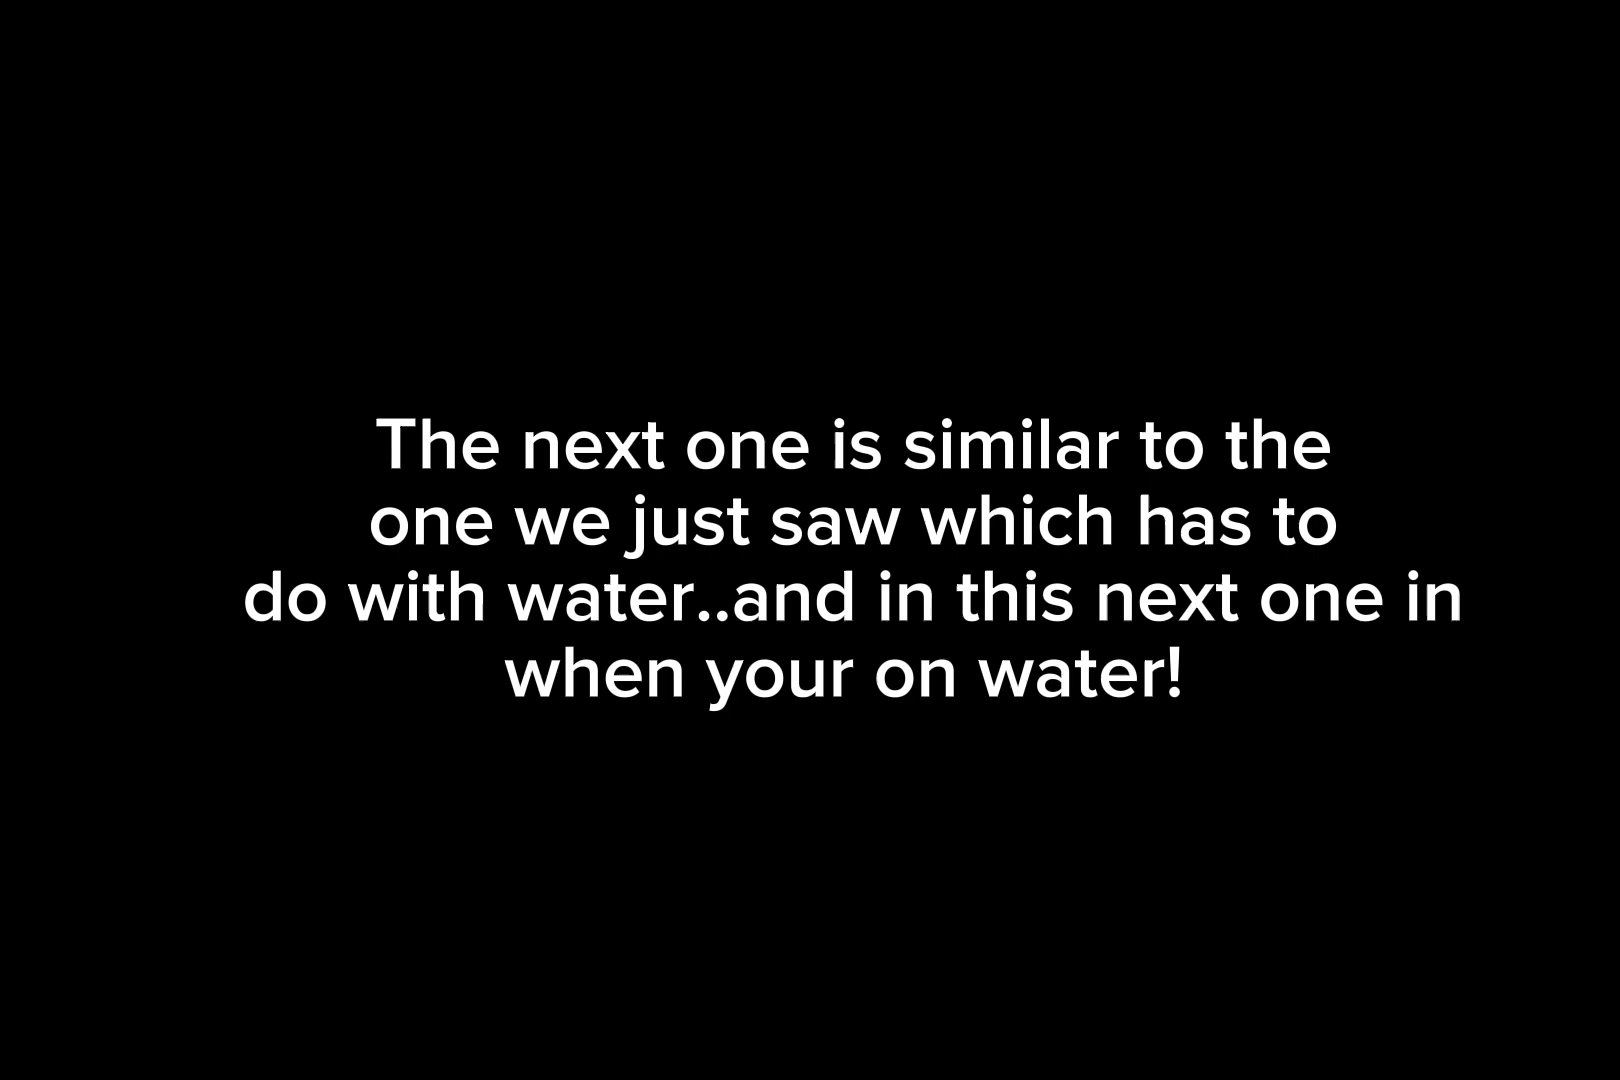 The next one is similar to the
one we just saw which has to
do with water..and in this next one in
when your on water!